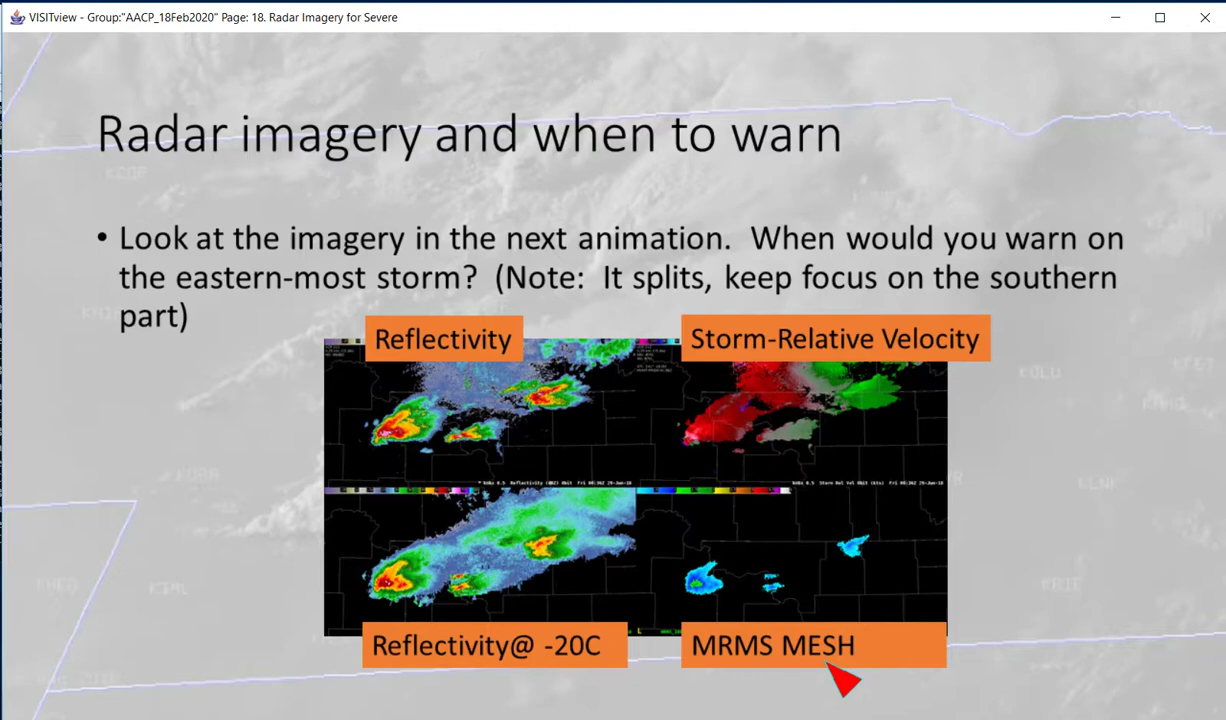 VISITview - Group:"AACP_18Feb2020" Page: 18. Radar Imagery for Severe
Radar imagery and when to warn
• Look at the imagery in the next animation. When would you warn on
the eastern-most storm? (Note: It splits, keep focus on the southern
part)
Reflectivity
Storm-Relative Velocity
Reflectivity@ -20C
MRMS MESH